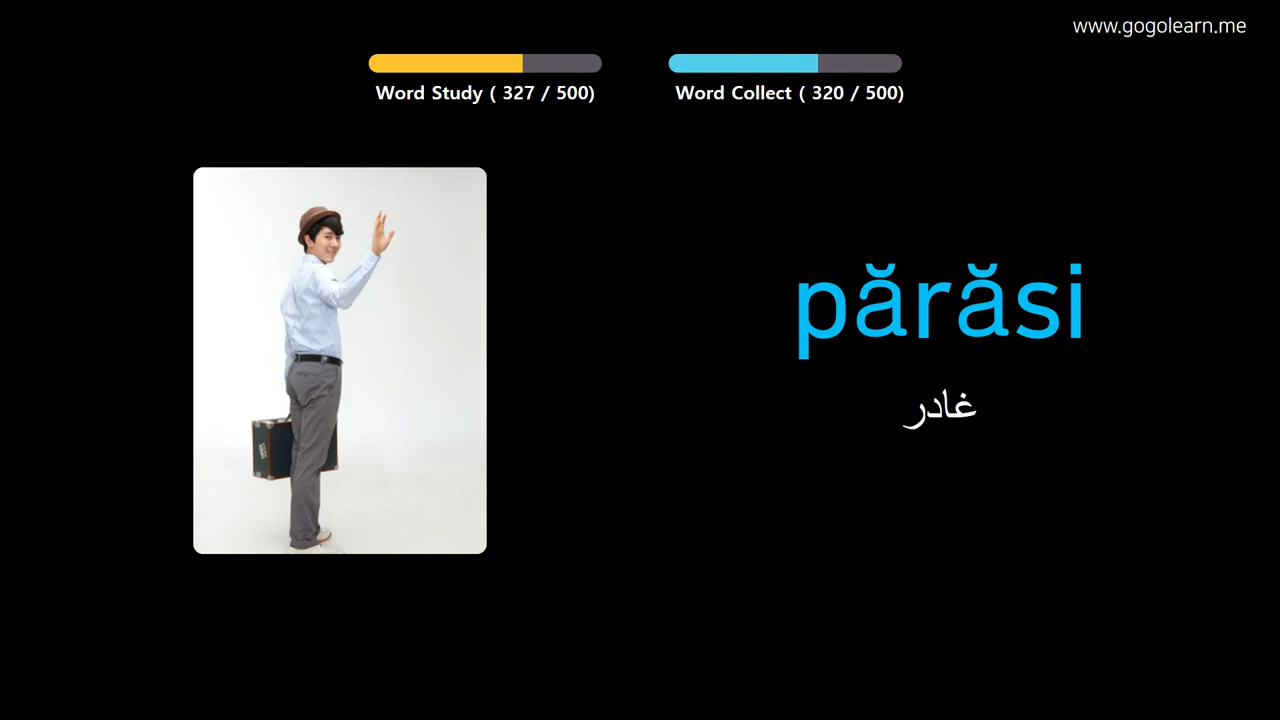 www.gogolearn.me
Word Study ( 327 / 500)
Word Collect ( 320 / 500)
părăsi
غادر